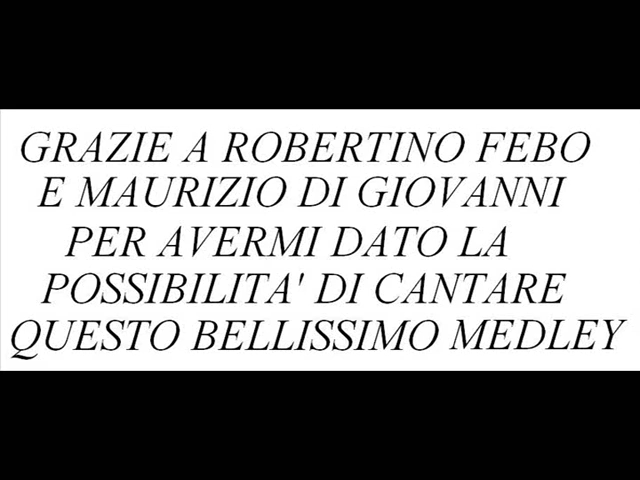 GRAZIE A ROBERTINO FEBO
E MAURIZIO DI GIOVANNI
PER AVERMI DATO LA
POSSIBILITA' DI CANTARE
QUESTO BELLISSIMO MEDLEY